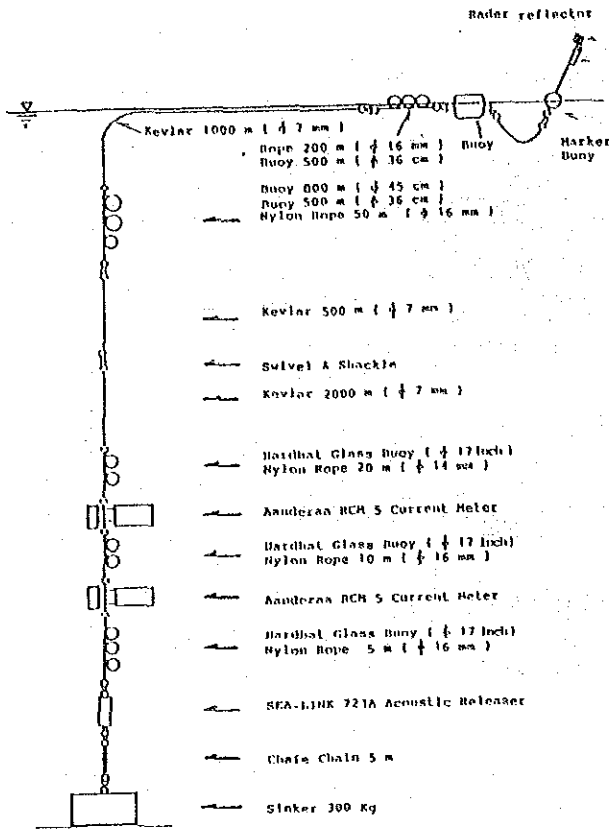 Rader reflector
Kevlar 1000 m ( ϕ 7 mm )
Rope 200 m ( ϕ 16 mm )
Buoy 500 m ( ϕ 36 cm )
Buoy
Marker
Buoy
Buoy 800 m ( ϕ 45 cm )
Buoy 500 m ( ϕ 36 cm )
Nylon Rope 50 m ( ϕ 16 mm )
Kevlar 500 m ( ϕ 7 mm )
Swivel & Shackle
Kevlar 2000 m ( ϕ 7 mm )
Hardhat Glass Buoy ( ϕ 17 Inch)
Nylon Rope 20 m ( ϕ 14 mm )
Aanderaa RCM 5 Current Meter
Hardhat Glass Buoy ( ϕ 17 Inch)
Nylon Rope 10 m ( ϕ 16 mm )
Aanderaa RCM 5 Current Meter
Hardhat Glass Buoy ( ϕ 17 Inch)
Nylon Rope 5 m ( ϕ 16 mm )
SEA-LINK 721A Acoustic Releaser
Chafe Chain 5 m
Sinker 300 Kg